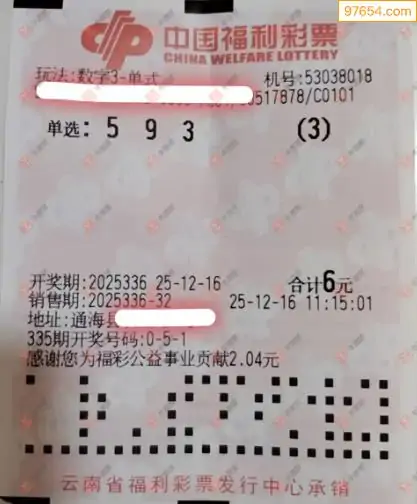 97654.com
中国福利彩票
CHINA WELFARE LOTTERY
玩法:数字3-单式
机号:53038018
517878/C0101
单选: 5 9 3 (3)
开奖期:2025336 25-12-16 合计6元
销售期:2025336-32 25-12-16 11:15:01
地址:通海县
335期开奖号码:0-5-1
感谢您为福彩公益事业贡献2.04元
云南省福利彩票发行中心承销